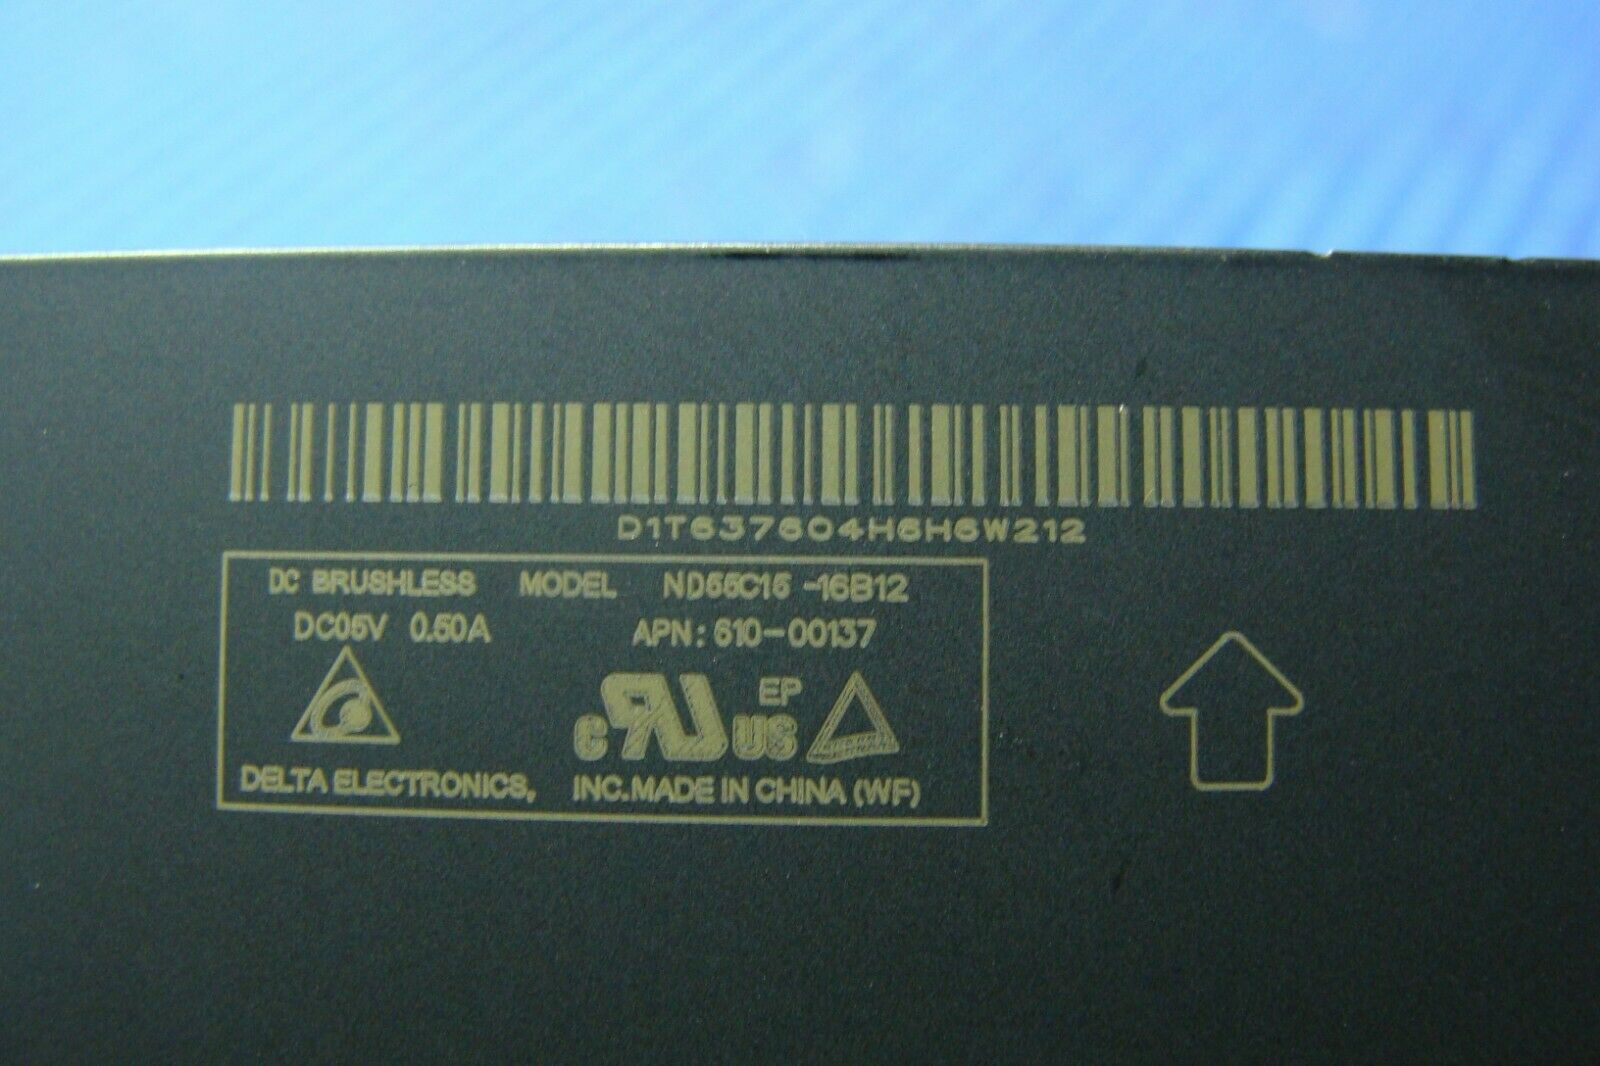 D1T637604H6H6W212
DC BRUSHLESS MODEL ND55C15 -16B12
DC05V 0.50A APN: 610-00137
c UL US EP
DELTA ELECTRONICS, INC. MADE IN CHINA (WF)